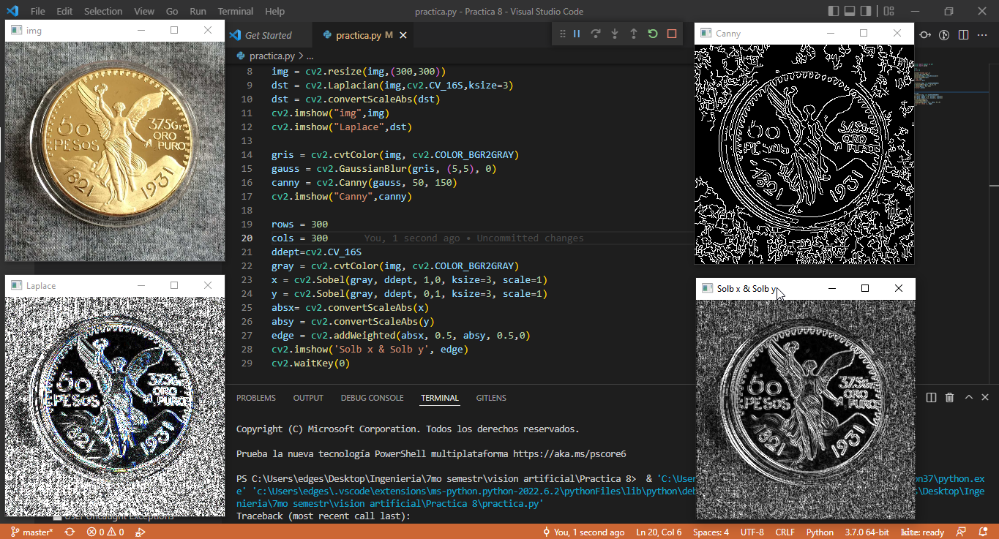 File Edit Selection View Go Run Terminal Help
practica.py - Practica 8 - Visual Studio Code
img
50
PESOS
37.5Gr.
ORO
PURO
1821 1931
Get Started
practica.py M
practica.py > ...
8 img = cv2.resize(img,(300,300))
9 dst = cv2.Laplacian(img,cv2.CV_16S,ksize=3)
10 dst = cv2.convertScaleAbs(dst)
11 cv2.imshow("img",img)
12 cv2.imshow("Laplace",dst)
13
14 gris = cv2.cvtColor(img, cv2.COLOR_BGR2GRAY)
15 gauss = cv2.GaussianBlur(gris, (5,5), 0)
16 canny = cv2.Canny(gauss, 50, 150)
17 cv2.imshow("Canny",canny)
18
19 rows = 300
20 cols = 300 You, 1 second ago • Uncommitted changes
21 ddept=cv2.CV_16S
22 gray = cv2.cvtColor(img, cv2.COLOR_BGR2GRAY)
23 x = cv2.Sobel(gray, ddept, 1,0, ksize=3, scale=1)
24 y = cv2.Sobel(gray, ddept, 0,1, ksize=3, scale=1)
25 absx= cv2.convertScaleAbs(x)
26 absy = cv2.convertScaleAbs(y)
27 edge = cv2.addWeighted(absx, 0.5, absy, 0.5,0)
28 cv2.imshow('Solb x & Solb y', edge)
29 cv2.waitKey(0)
Canny
50
PESOS
37.5Gr.
ORO
PURO
1821 1931
Laplace
50
PESOS
37.5Gr.
ORO
PURO
1821 1931
Solb x & Solb y
50
PESOS
37.5Gr.
ORO
PURO
1821 1931
PROBLEMS OUTPUT DEBUG CONSOLE TERMINAL GITLENS
Copyright (C) Microsoft Corporation. Todos los derechos reservados.
Prueba la nueva tecnología PowerShell multiplataforma https://aka.ms/pscore6
PS C:\Users\edges\Desktop\Ingenieria\7mo semestr\vision artificial\Practica 8> & 'C:\User on37\python.ex
e' 'c:\Users\edges\.vscode\extensions\ms-python.python-2022.6.2\pythonFiles\lib\python\deb \Desktop\Inge
nieria\7mo semestr\vision artificial\Practica 8\practica.py'
Traceback (most recent call last):
User Uncaught Exceptions
master* 0 0 You, 1 second ago Ln 20, Col 6 Spaces: 4 UTF-8 CRLF Python 3.7.0 64-bit kite: ready